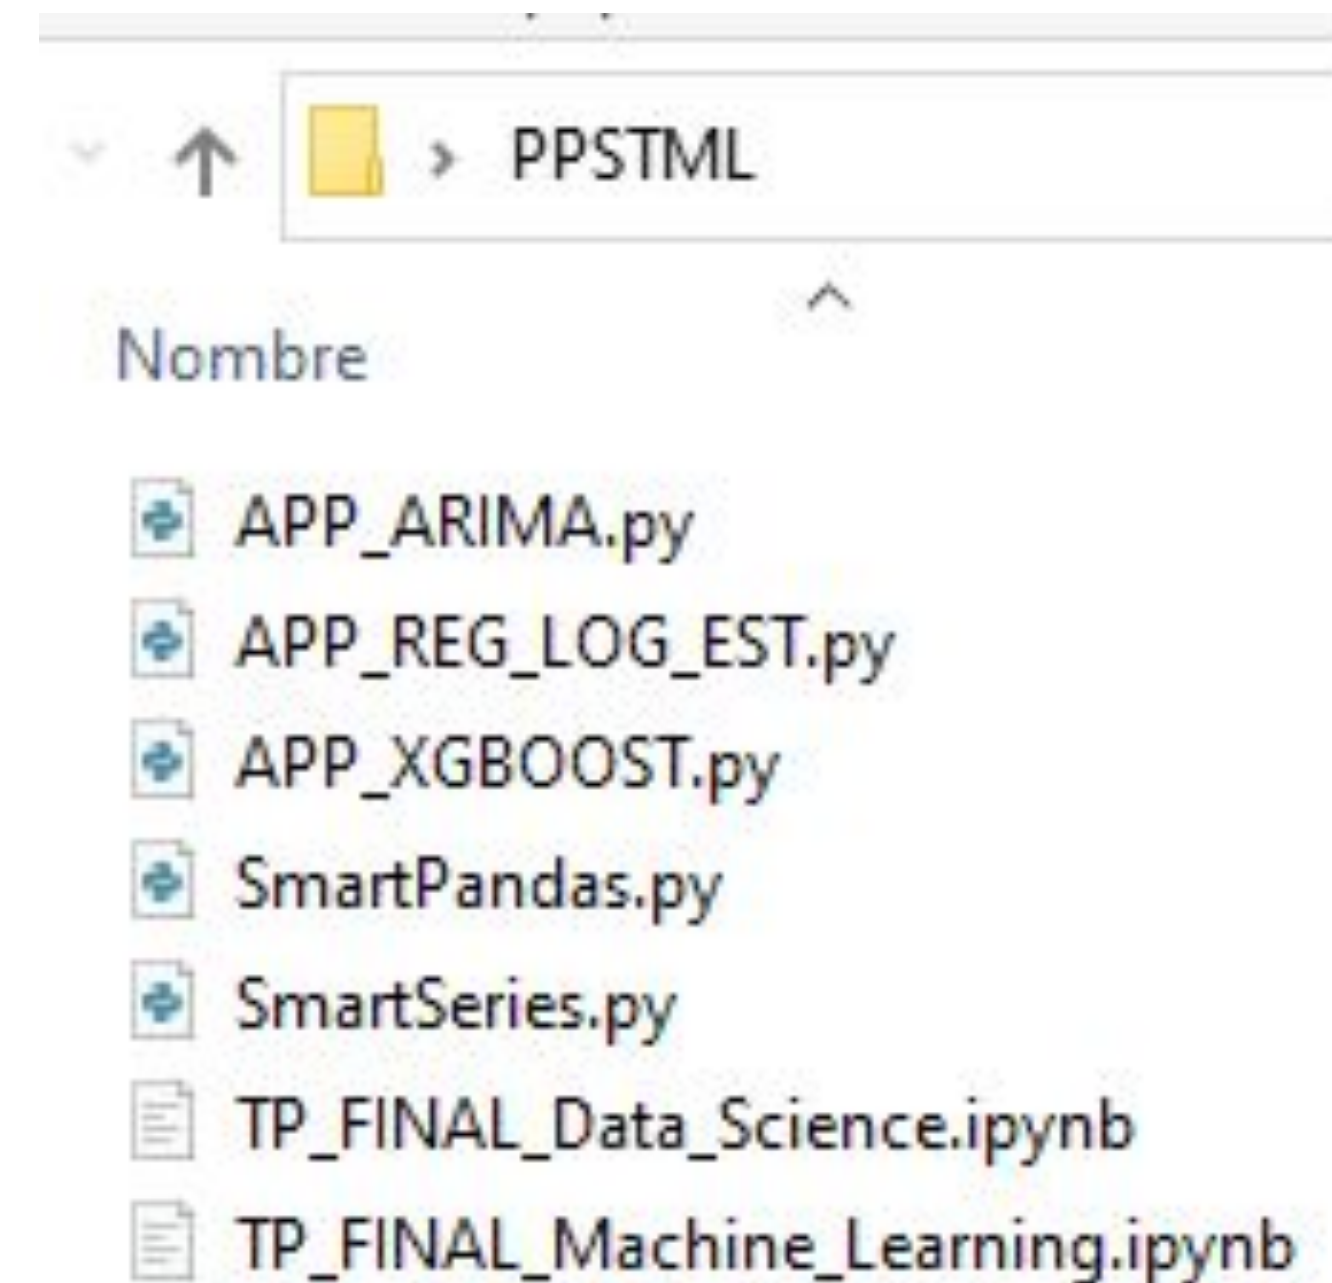 PPSTML
Nombre
APP_ARIMA.py
APP_REG_LOG_EST.py
APP_XGBOOST.py
SmartPandas.py
SmartSeries.py
TP_FINAL_Data_Science.ipynb
TP_FINAL_Machine_Learning.ipynb